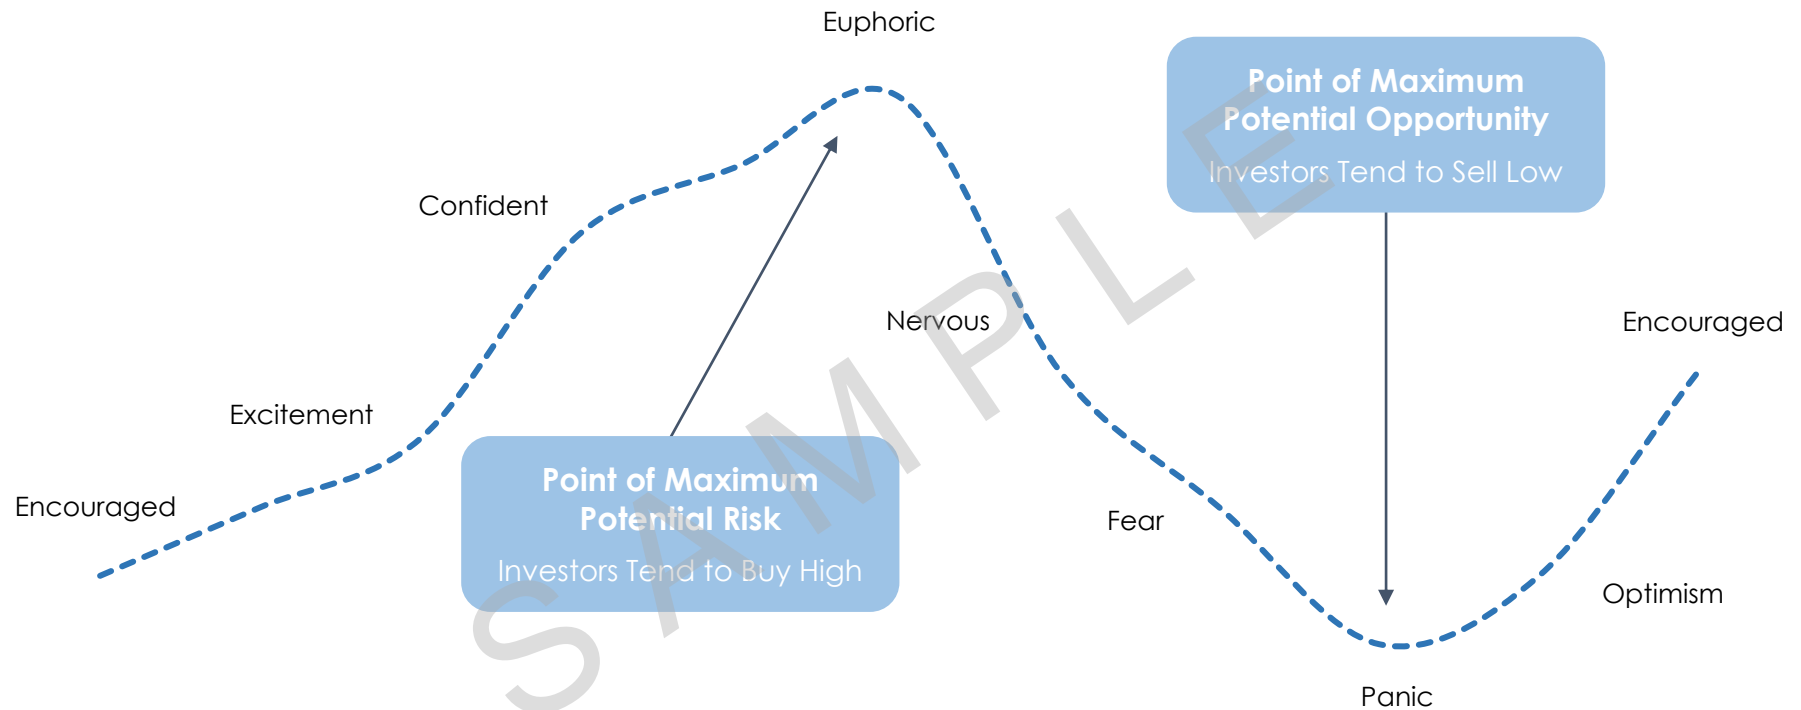 Euphoric
Point of Maximum
Potential Opportunity
Investors Tend to Sell Low
Confident
Nervous
Encouraged
Excitement
Point of Maximum
Potential Risk
Investors Tend to Buy High
Encouraged
Fear
Optimism
Panic
SAMPLE